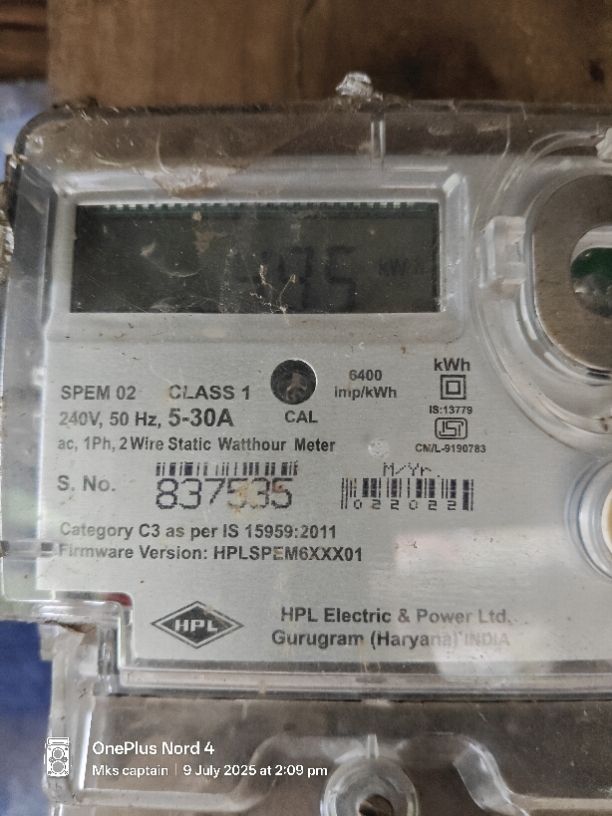 kWh
SPEM 02 CLASS 1
6400
imp/kWh
kWh
240V, 50 Hz, 5-30A
CAL
IS:13779
ISI
CM/L-9190783
ac, 1Ph, 2 Wire Static Watthour Meter
M/Yr.
S. No. 837535
022022
Category C3 as per IS 15959:2011
Firmware Version: HPLSPEM6XXX01
HPL
HPL Electric & Power Ltd.
Gurugram (Haryana) INDIA
OnePlus Nord 4
Mks captain | 9 July 2025 at 2:09 pm